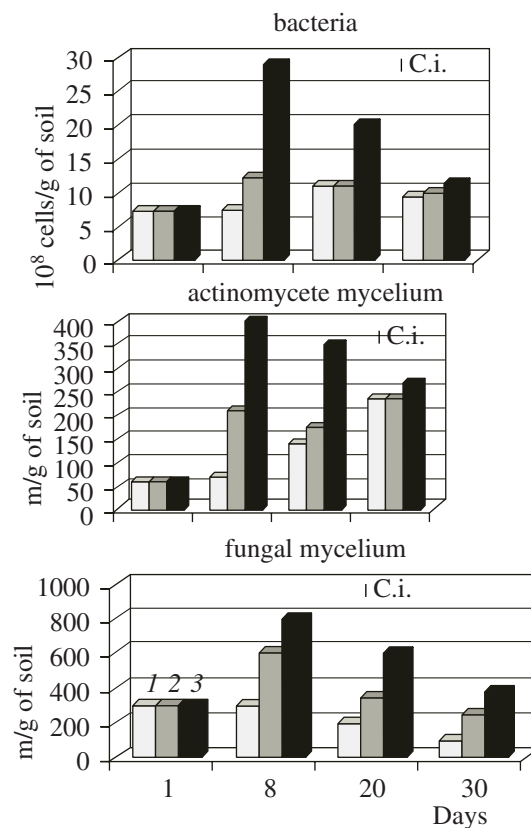 bacteria
C.i.
30
25
20
15
10
5
0
10⁸ cells/g of soil
actinomycete mycelium
C.i.
400
350
300
250
200
150
100
50
0
m/g of soil
fungal mycelium
C.i.
1000
800
600
400
200
0
m/g of soil
1 2 3
1 8 20 30
Days